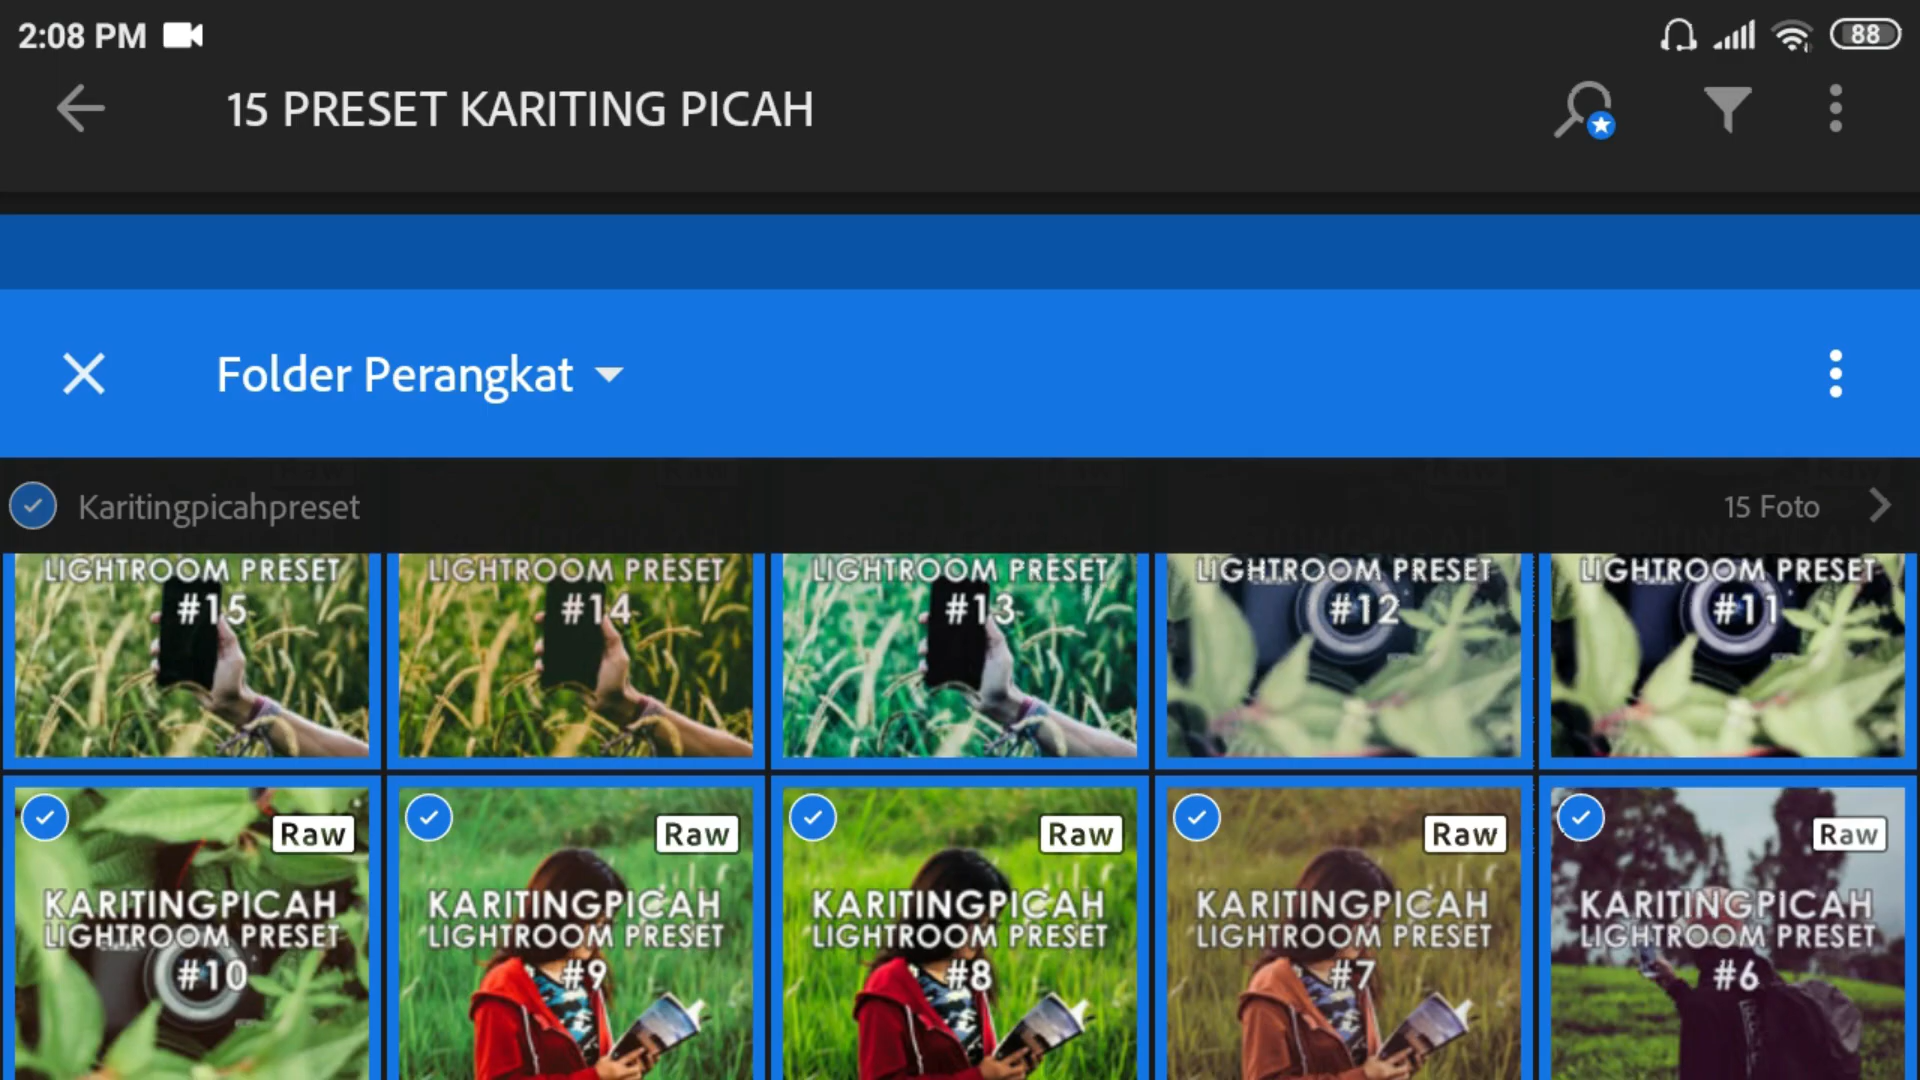 2:08 PM
88
15 PRESET KARITING PICAH
Folder Perangkat
Karitingpicahpreset
15 Foto
LIGHTROOM PRESET
#15
LIGHTROOM PRESET
#14
LIGHTROOM PRESET
#13
LIGHTROOM PRESET
#12
LIGHTROOM PRESET
#11
Raw
KARITINGPICAH
LIGHTROOM PRESET
#10
Raw
KARITINGPICAH
LIGHTROOM PRESET
#9
Raw
KARITINGPICAH
LIGHTROOM PRESET
#8
Raw
KARITINGPICAH
LIGHTROOM PRESET
#7
Raw
KARITINGPICAH
LIGHTROOM PRESET
#6